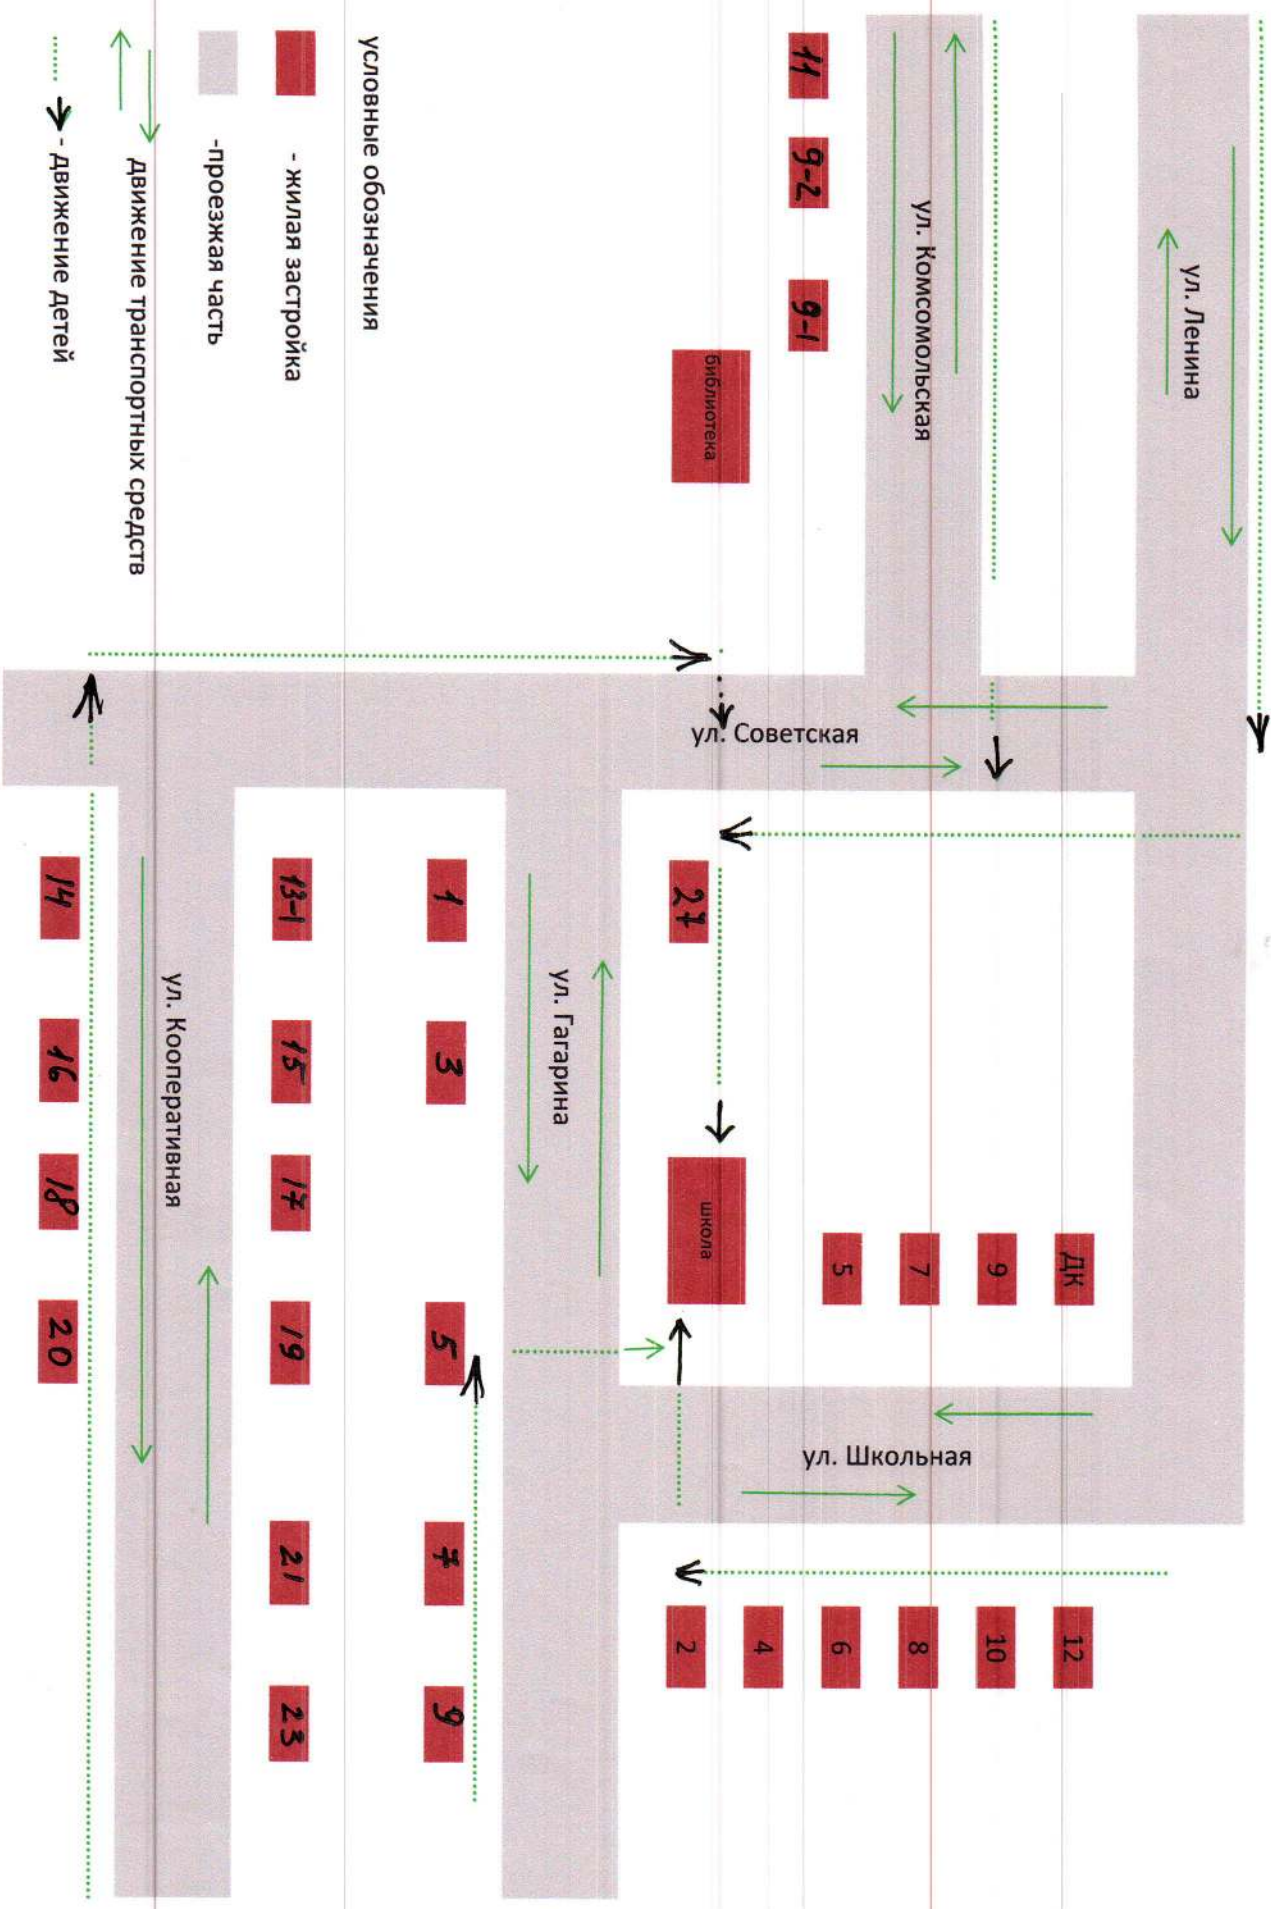 ул. Ленина
ул. Комсомольская
11
9-2
9-1
библиотека
ул. Советская
ДК
9
7
5
школа
27
ул. Школьная
12
10
8
6
4
2
ул. Гагарина
1
3
5
7
9
13-1
15
17
19
21
23
ул. Кооперативная
14
16
18
20
условные обозначения
- жилая застройка
-проезжая часть
движение транспортных средств
- движение детей